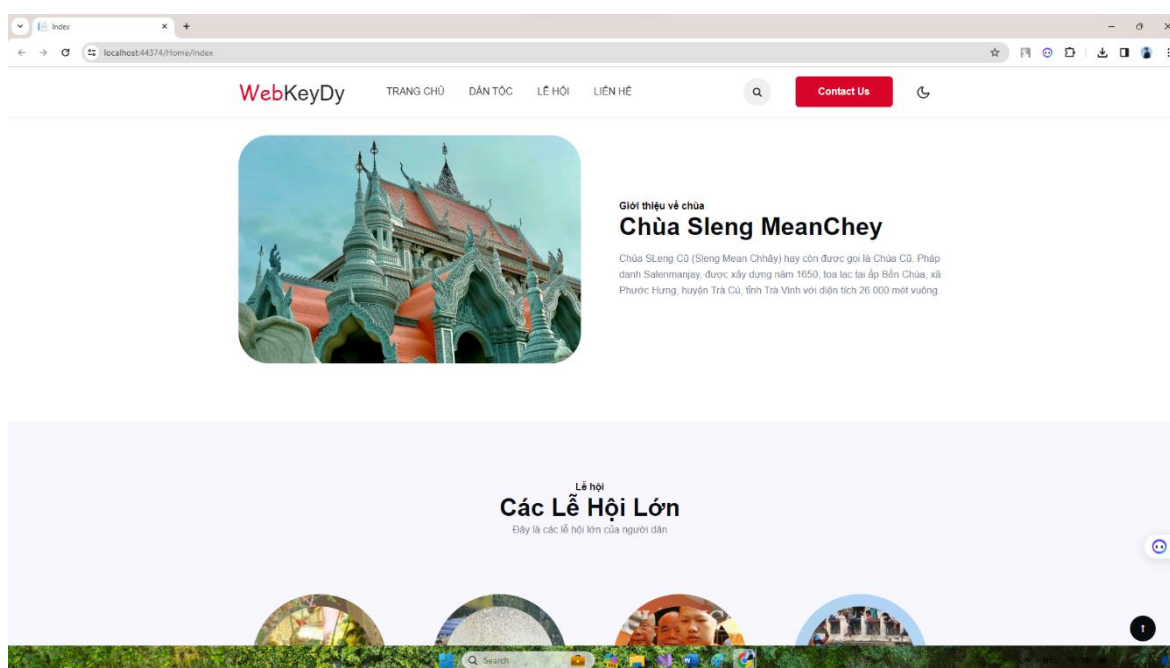 Index
localhost:44374/Home/Index
WebKeyDy
TRANG CHỦ DÂN TỘC LỄ HỘI LIÊN HỆ
Contact Us
Giới thiệu về chùa
Chùa Sleng MeanChey
Chùa SLeng Cũ (Sleng Mean Chhây) hay còn được gọi là Chùa Cũ. Pháp
danh Salenmanjay, được xây dựng năm 1650, tọa lạc tại ấp Bến Chùa, xã
Phước Hưng, huyện Trà Cú, tỉnh Trà Vinh với diện tích 26.000 mét vuông
Lễ hội
Các Lễ Hội Lớn
Đây là các lễ hội lớn của người dân
Search